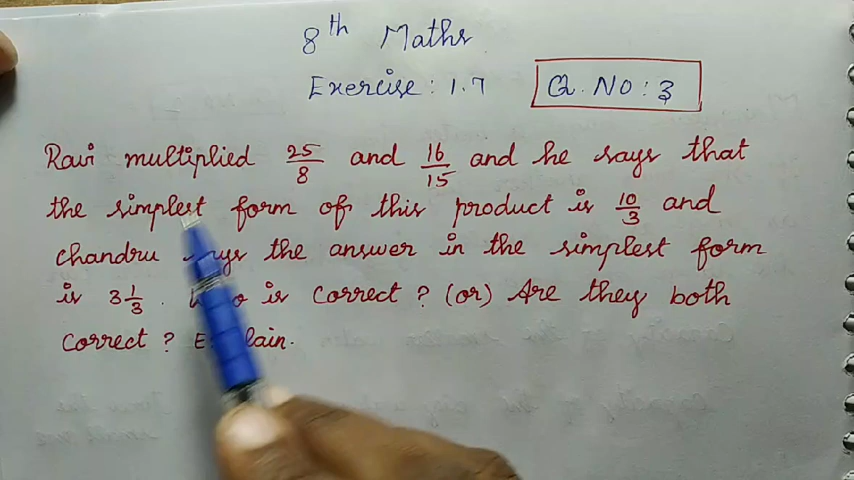 8th Maths
Exercise: 1.7 Q. NO: 3
Ravi multiplied 25/8 and 16/15 and he says that
the simplest form of this product is 10/3 and
chandru the answer in the simplest form
is 3 1/3. is correct? (or) Are they both
correct?